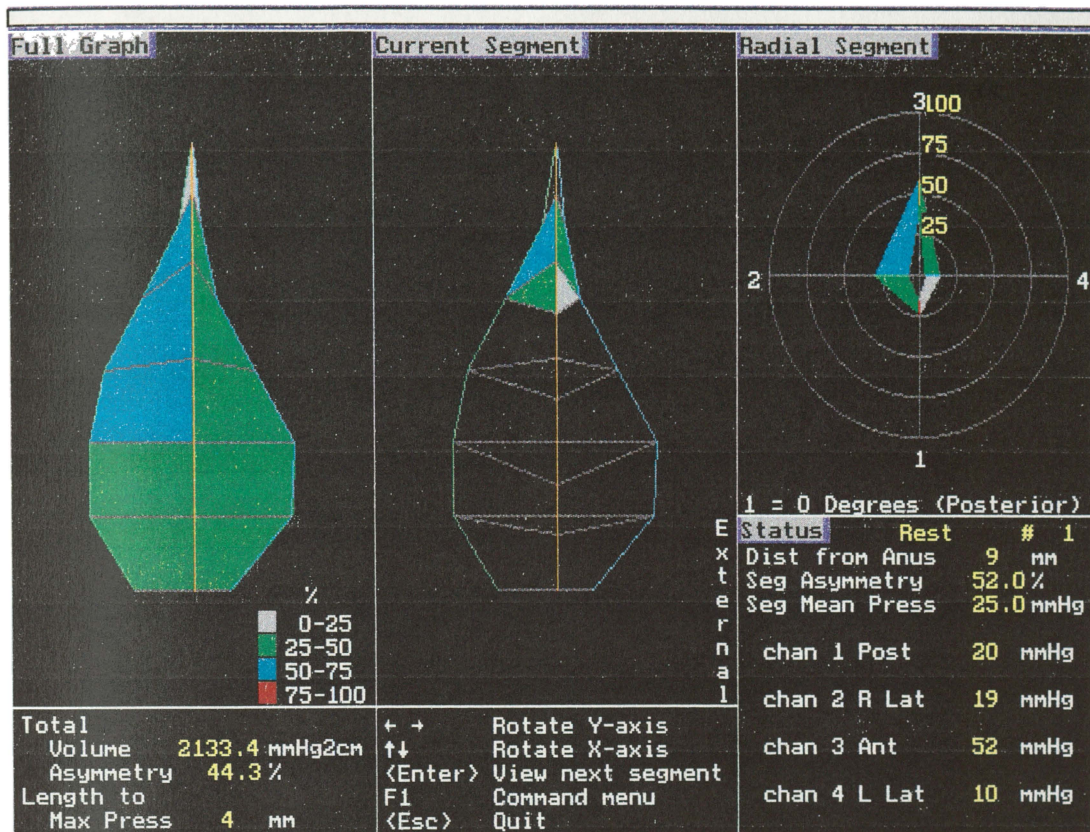 Full Graph
Current Segment
Radial Segment
3
100
75
50
25
2
4
1
1 = 0 Degrees (Posterior)
%
0-25
25-50
50-75
75-100
External
Status Rest # 1
Dist from Anus 9 mm
Seg Asymmetry 52.0%
Seg Mean Press 25.0 mmHg
chan 1 Post 20 mmHg
chan 2 R Lat 19 mmHg
chan 3 Ant 52 mmHg
chan 4 L Lat 10 mmHg
Total
Volume 2133.4 mmHg2cm
Asymmetry 44.3%
Length to
Max Press 4 mm
← → Rotate Y-axis
↑↓ Rotate X-axis
<Enter> View next segment
F1 Command menu
<Esc> Quit